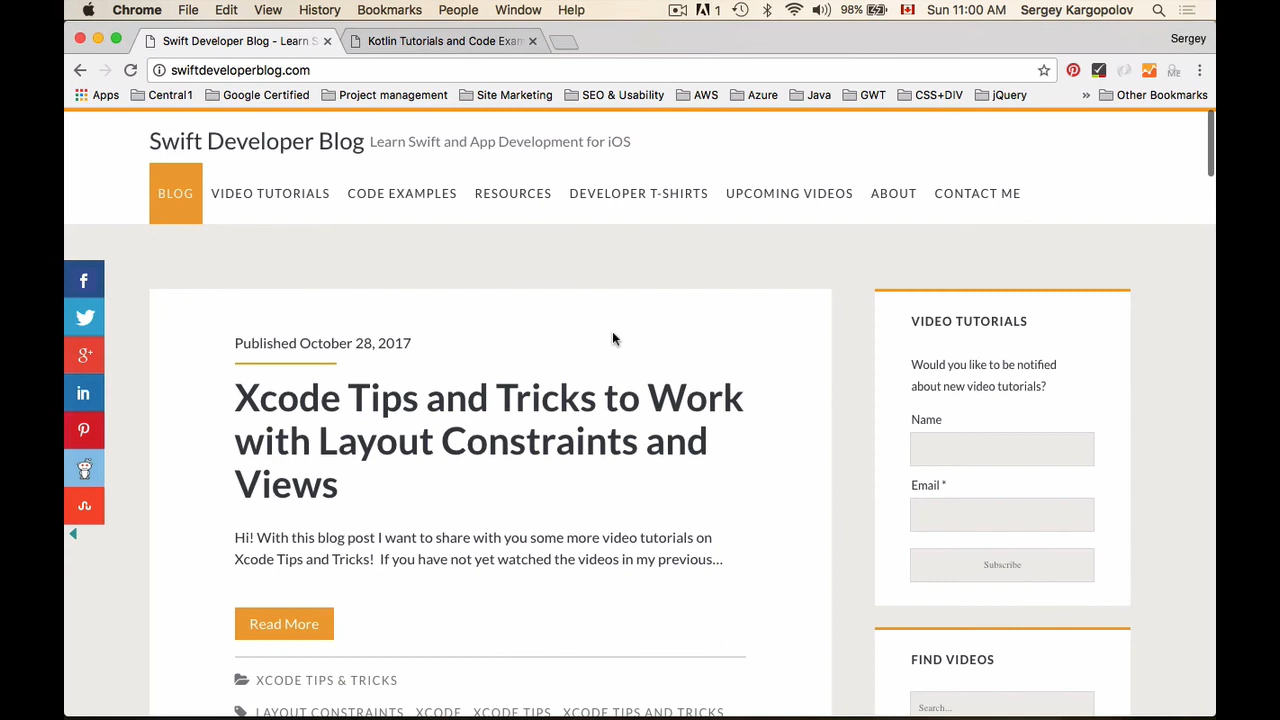 Chrome File Edit View History Bookmarks People Window Help 1 98% Sun 11:00 AM Sergey Kargopolov
Swift Developer Blog - Learn S Kotlin Tutorials and Code Exam Sergey
swiftdeveloperblog.com
Apps Central1 Google Certified Project management Site Marketing SEO & Usability AWS Azure Java GWT CSS+DIV jQuery » Other Bookmarks
Swift Developer Blog Learn Swift and App Development for iOS
BLOG VIDEO TUTORIALS CODE EXAMPLES RESOURCES DEVELOPER T-SHIRTS UPCOMING VIDEOS ABOUT CONTACT ME
Published October 28, 2017
Xcode Tips and Tricks to Work
with Layout Constraints and
Views
Hi! With this blog post I want to share with you some more video tutorials on
Xcode Tips and Tricks! If you have not yet watched the videos in my previous...
Read More
XCODE TIPS & TRICKS
LAYOUT CONSTRAINTS XCODE XCODE TIPS XCODE TIPS AND TRICKS
VIDEO TUTORIALS
Would you like to be notified
about new video tutorials?
Name
Email *
Subscribe
FIND VIDEOS
Search...